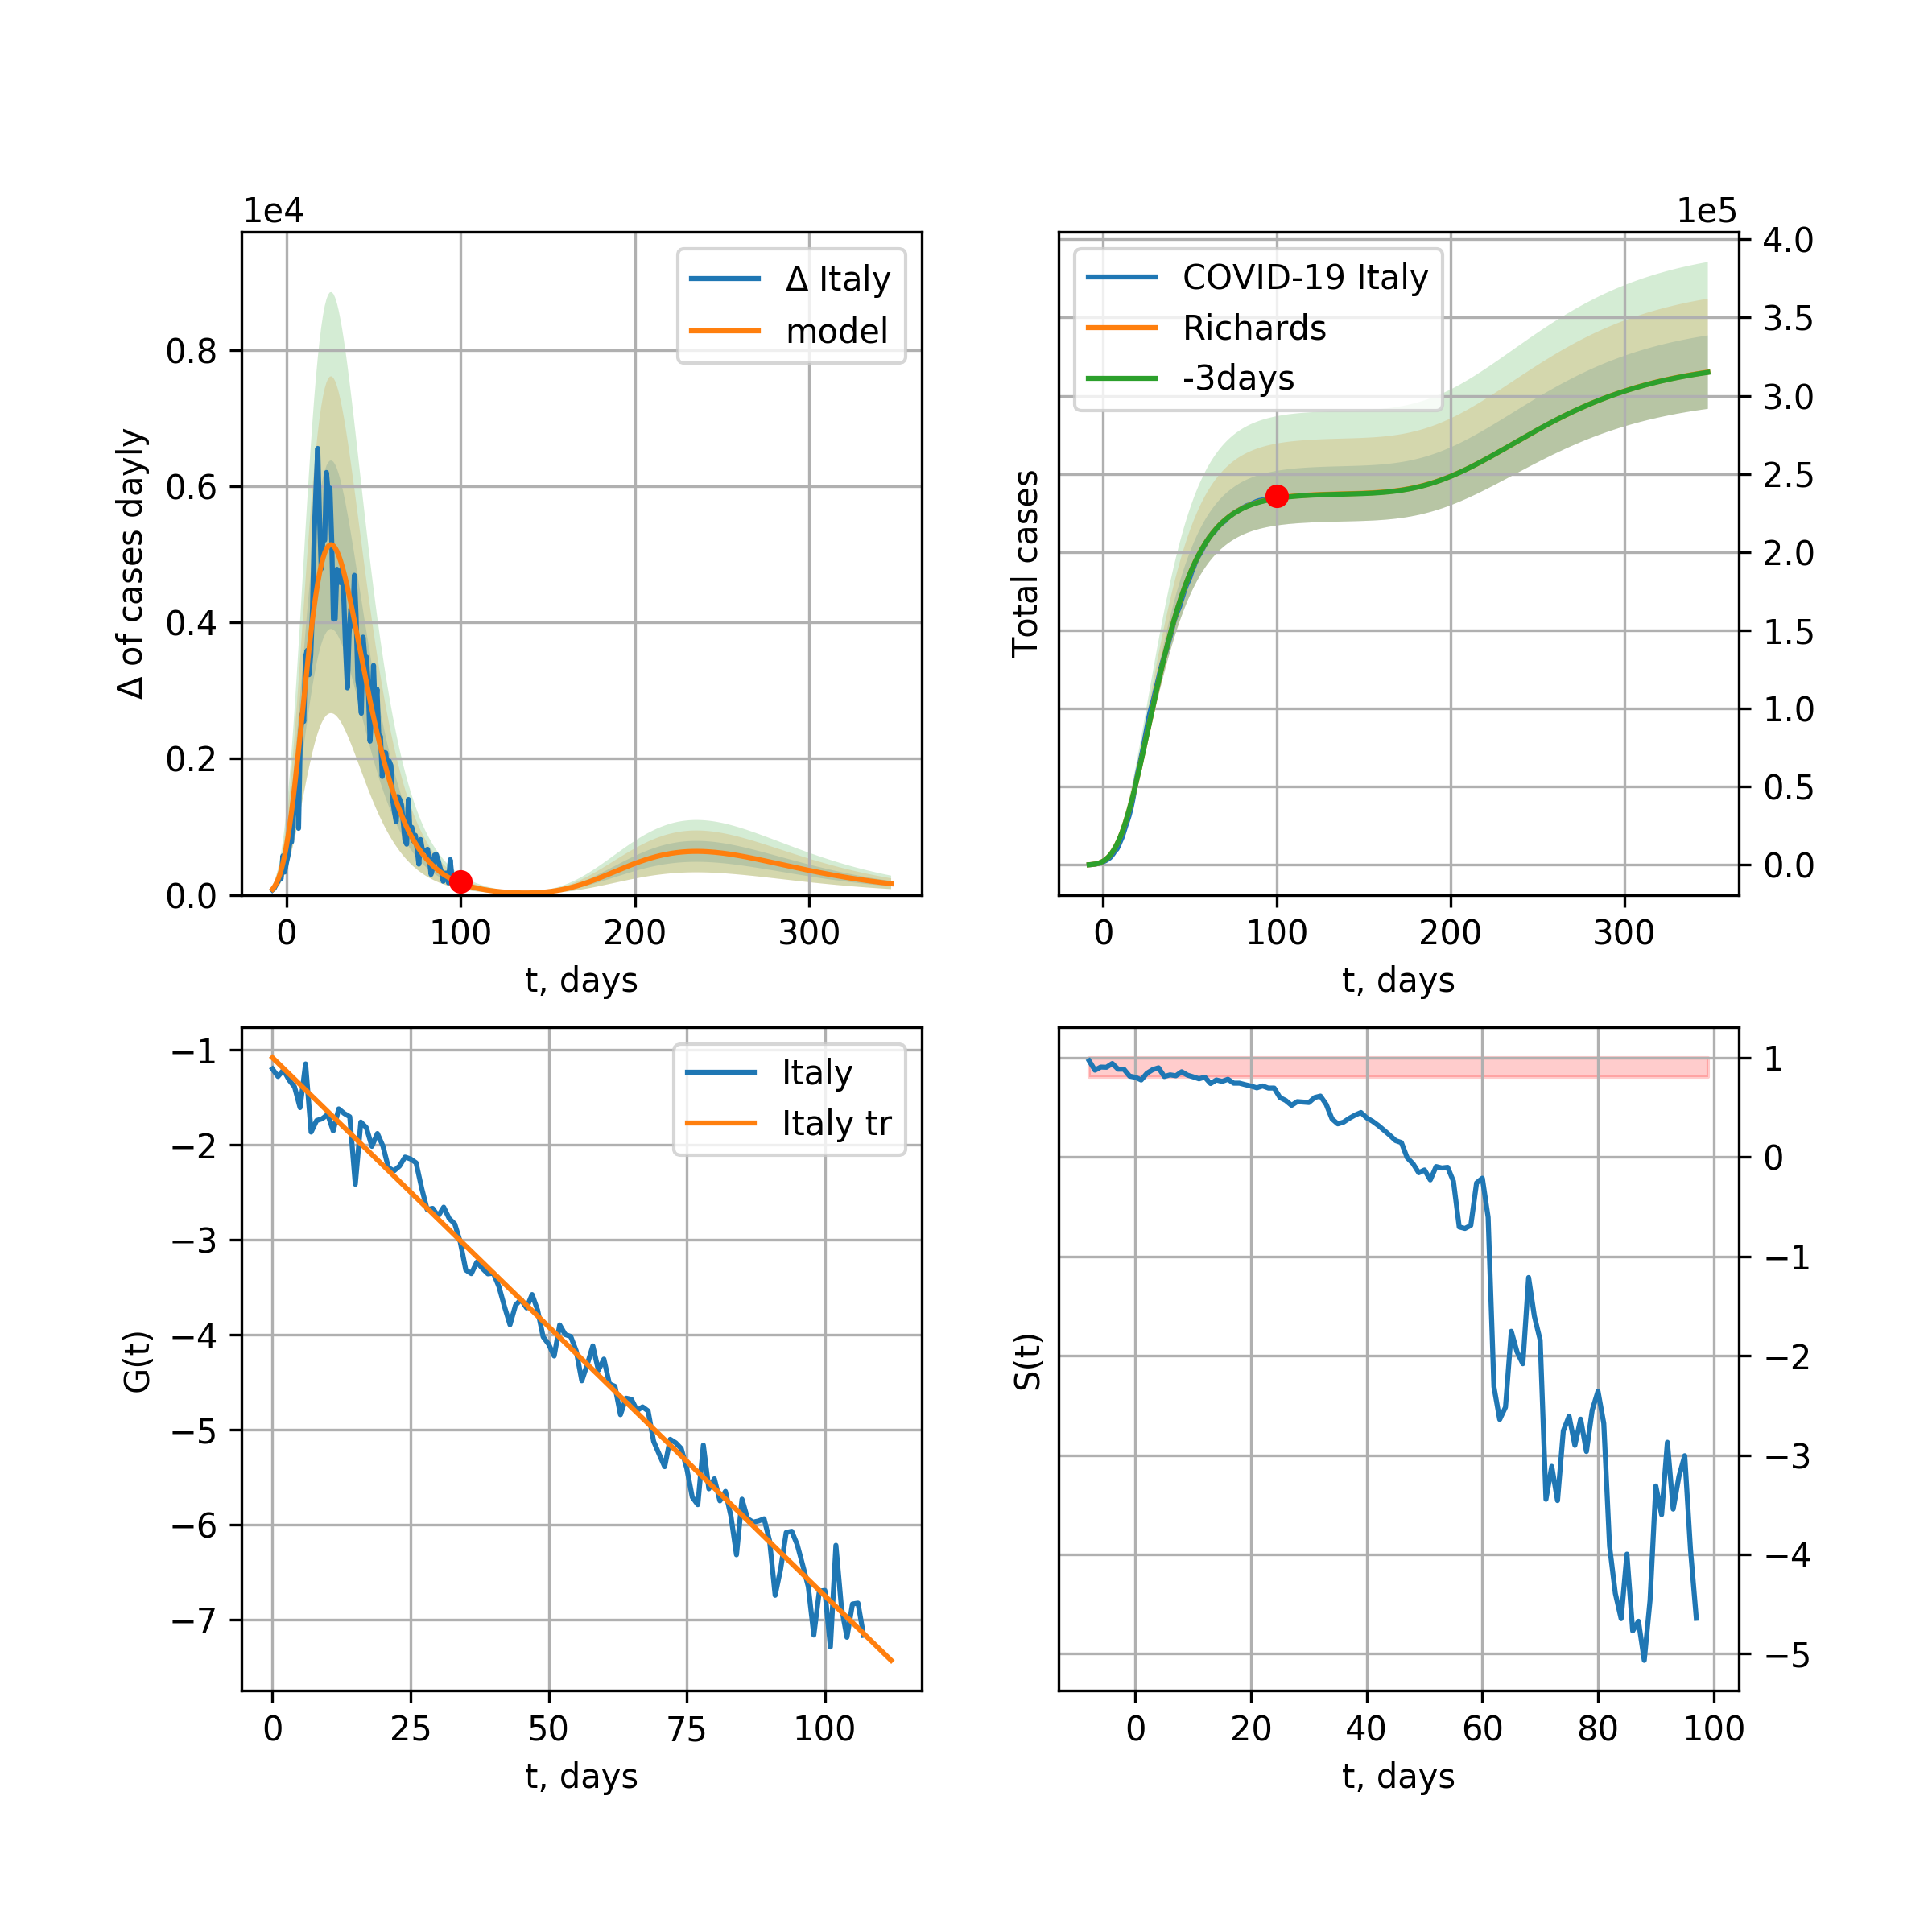 1e4
Δ of cases dayly
0.8
0.6
0.4
0.2
0.0
0 100 200 300
t, days
Δ Italy
model
1e5
Total cases
COVID-19 Italy
Richards
-3days
4.0
3.5
3.0
2.5
2.0
1.5
1.0
0.5
0.0
0 100 200 300
t, days
G(t)
−1
−2
−3
−4
−5
−6
−7
0 25 50 75 100
t, days
Italy
Italy tr
S(t)
1
0
−1
−2
−3
−4
−5
0 20 40 60 80 100
t, days